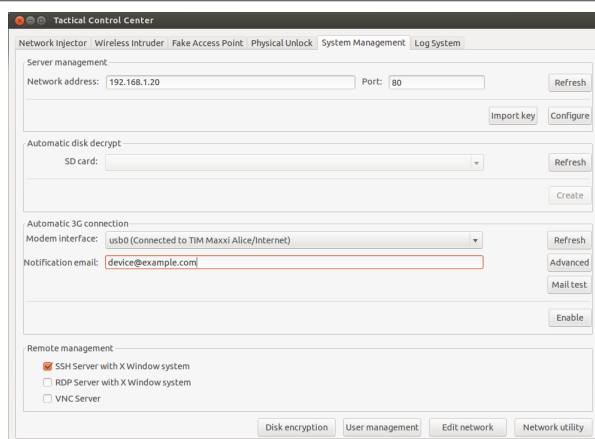 Tactical Control Center
Network Injector Wireless Intruder Fake Access Point Physical Unlock System Management Log System
Server management
Network address: 192.168.1.20 Port: 80 Refresh
Import key Configure
Automatic disk decrypt
SD card: Refresh
Create
Automatic 3G connection
Modem interface: usb0 (Connected to TIM Maxxi Alice/Internet) Refresh
Notification email: device@example.com Advanced
Mail test
Enable
Remote management
SSH Server with X Window system
RDP Server with X Window system
VNC Server
Disk encryption User management Edit network Network utility